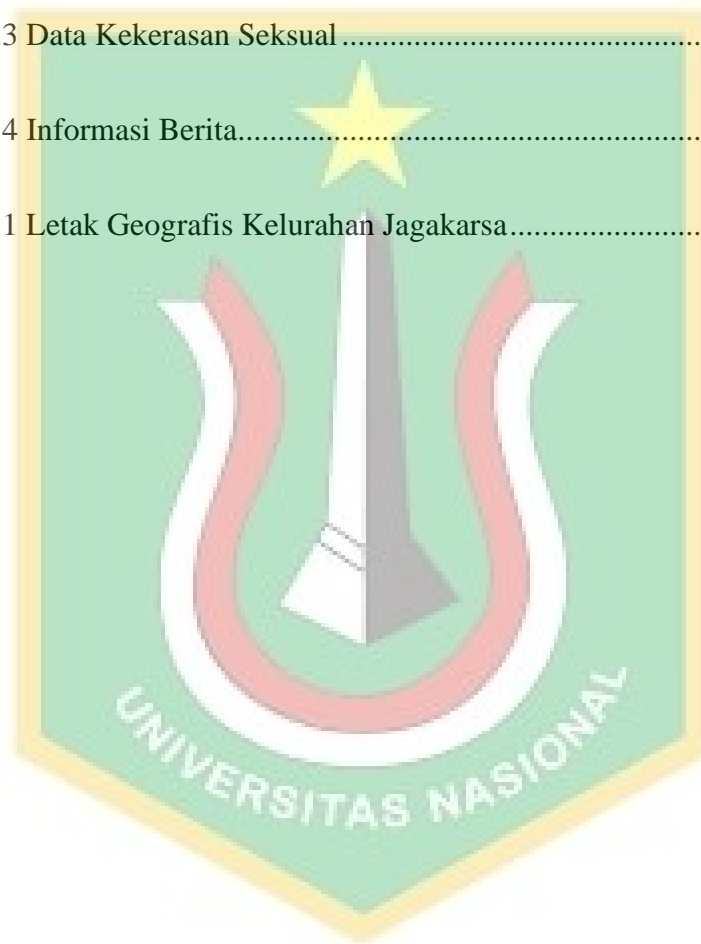 3 Data Kekerasan Seksual
4 Informasi Berita
1 Letak Geografis Kelurahan Jagakarsa
UNIVERSITAS NASIONAL